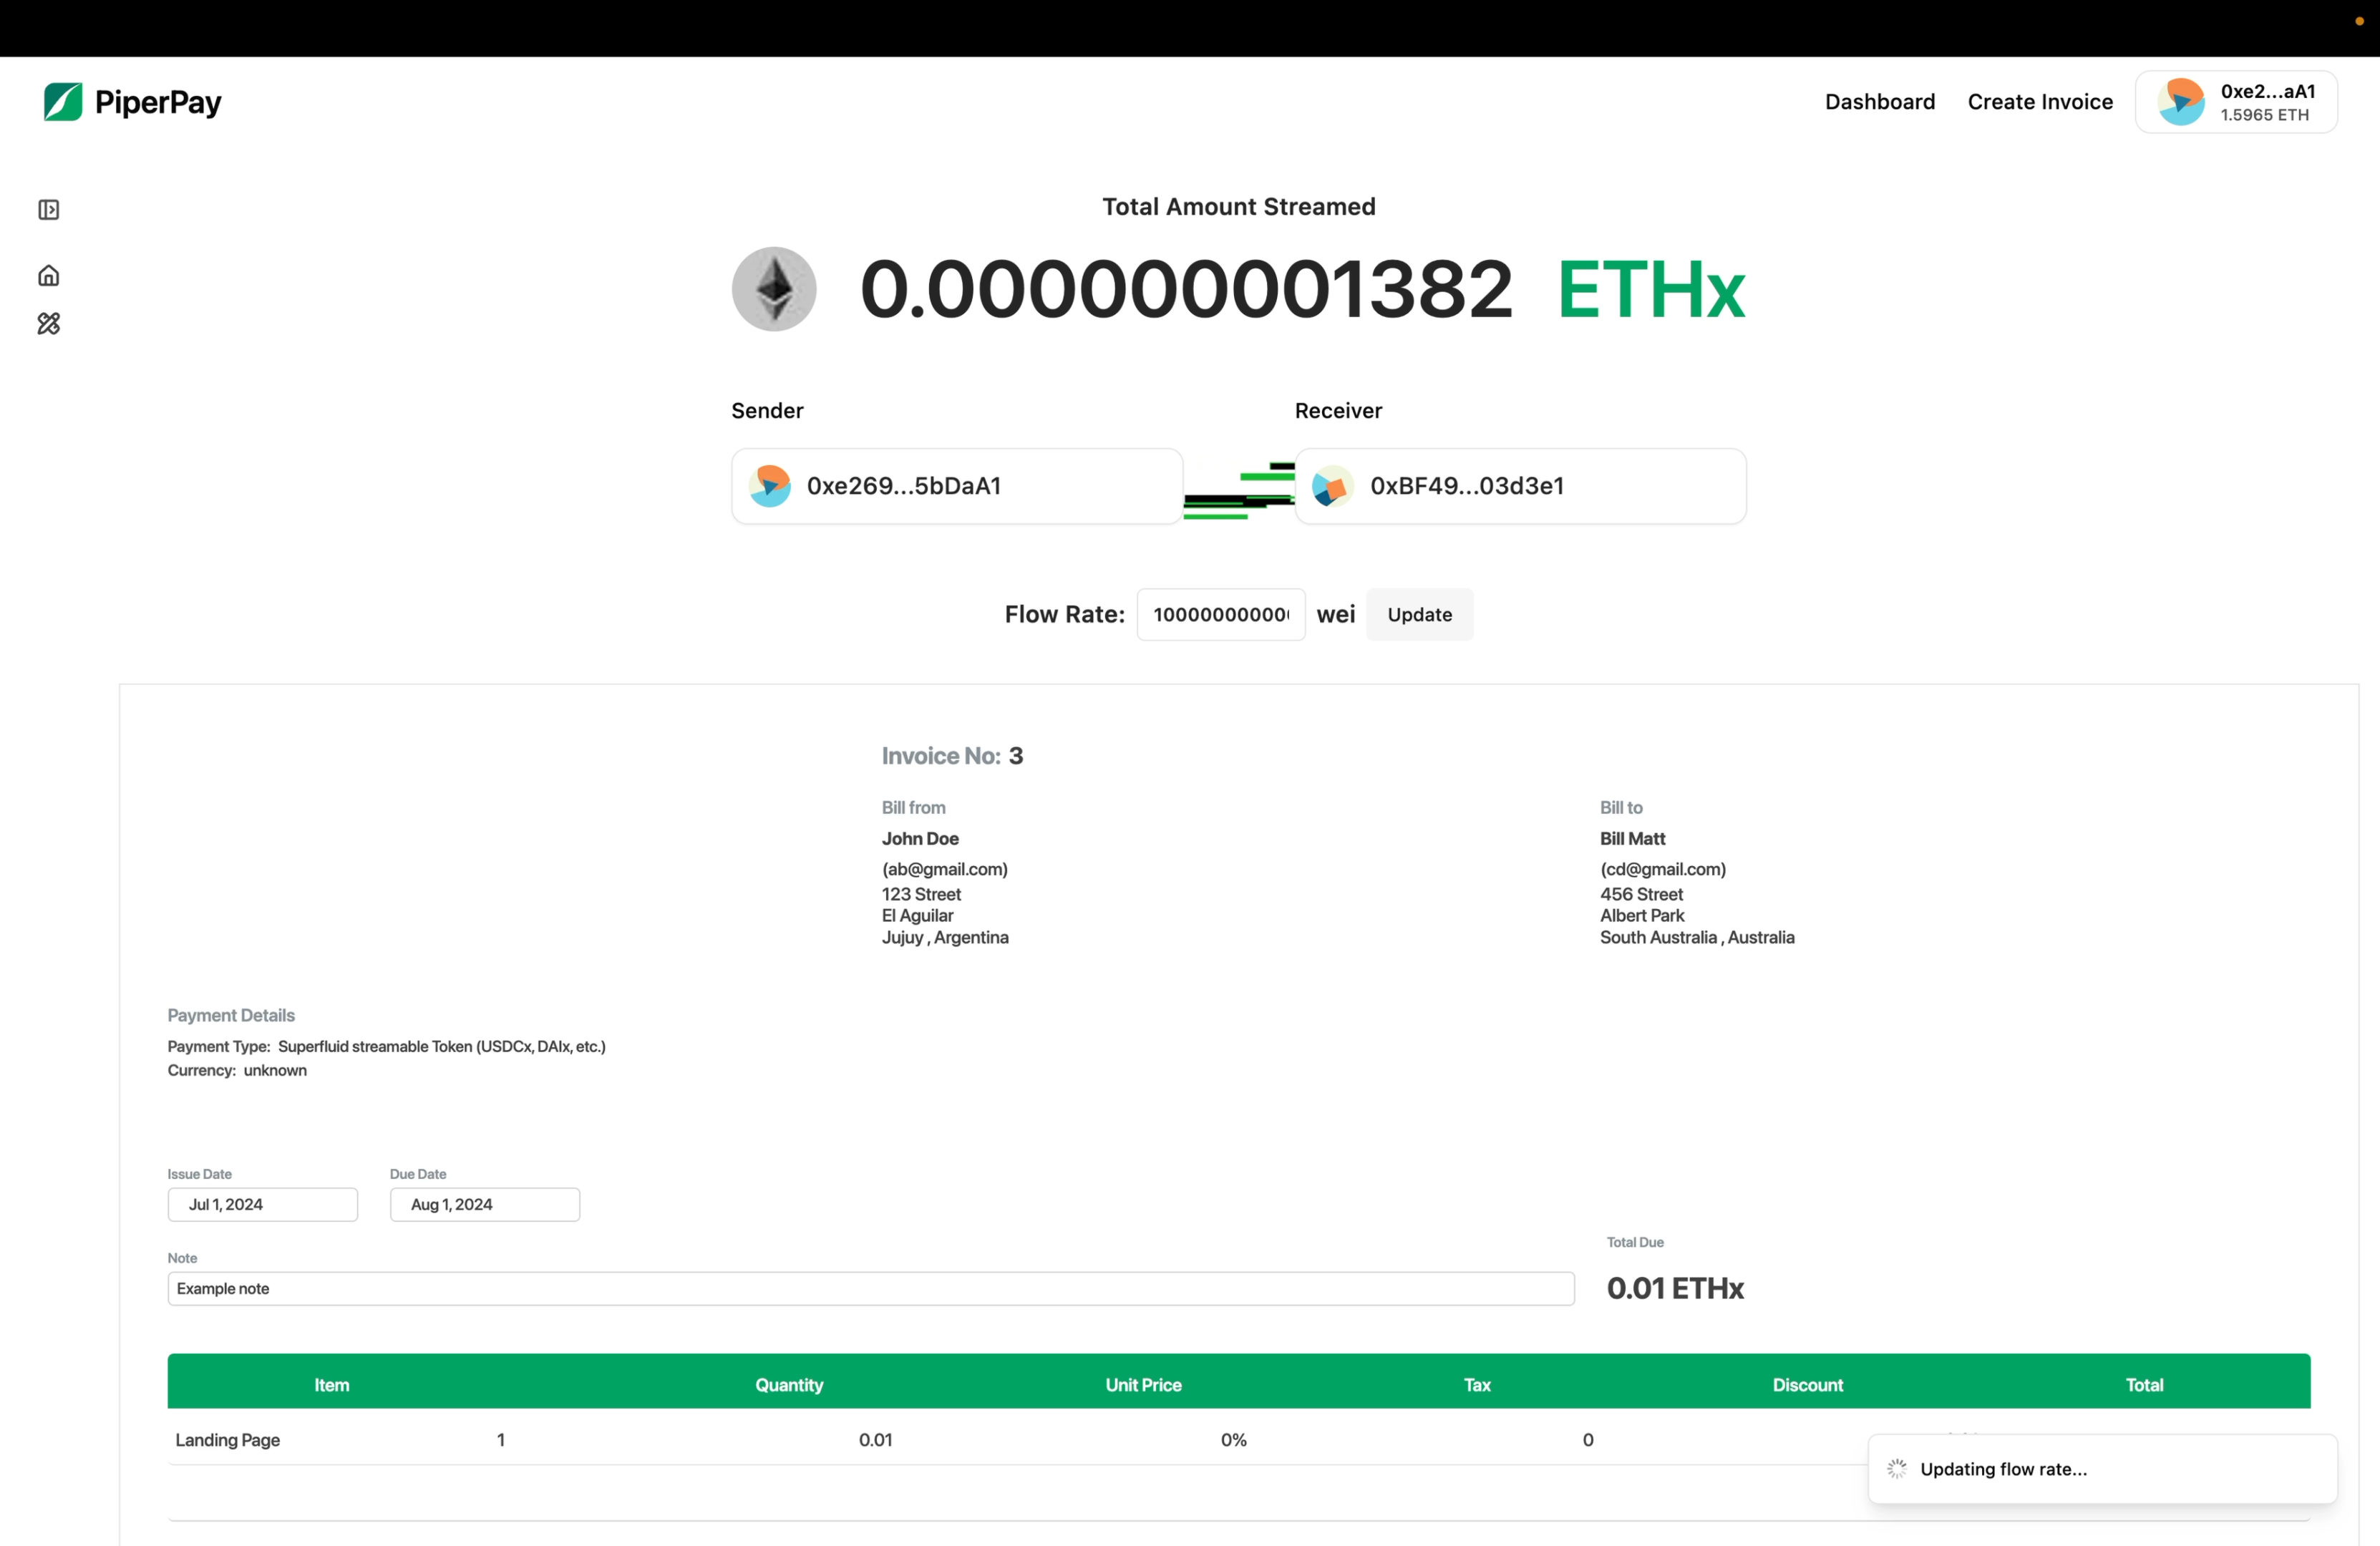 PiperPay
Dashboard
Create Invoice
0xe2...aA1
1.5965 ETH
Total Amount Streamed
0.000000001382 ETHx
Sender
Receiver
0xe269...5bDaA1
0xBF49...03d3e1
Flow Rate:
wei
Update
Invoice No: 3
Bill from
John Doe
(ab@gmail.com)
123 Street
El Aguilar
Jujuy , Argentina
Bill to
Bill Matt
(cd@gmail.com)
456 Street
Albert Park
South Australia , Australia
Payment Details
Payment Type: Superfluid streamable Token (USDCx, DAIx, etc.)
Currency: unknown
Issue Date
Due Date
Jul 1, 2024
Aug 1, 2024
Note
Example note
Total Due
0.01 ETHx
Item Quantity Unit Price Tax Discount Total
Landing Page 1 0.01 0% 0
Updating flow rate...